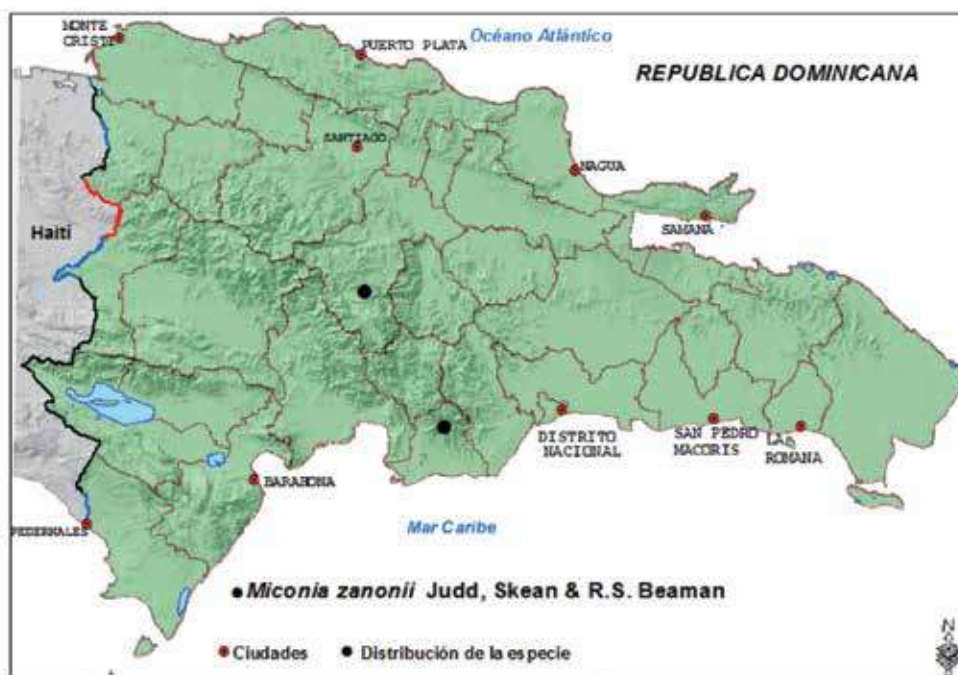 MONTE
CRISTI
PUERTO PLATA
Océano Atlántico
REPUBLICA DOMINICANA
SANTIAGO
NAGUA
SAMANA
Haití
DISTRITO
NACIONAL
SAN PEDRO
MACORIS
LA
ROMANA
BARAHONA
PEDERNALES
Mar Caribe
Miconia zanonii Judd, Skean & R.S. Beaman
Ciudades
Distribución de la especie
N